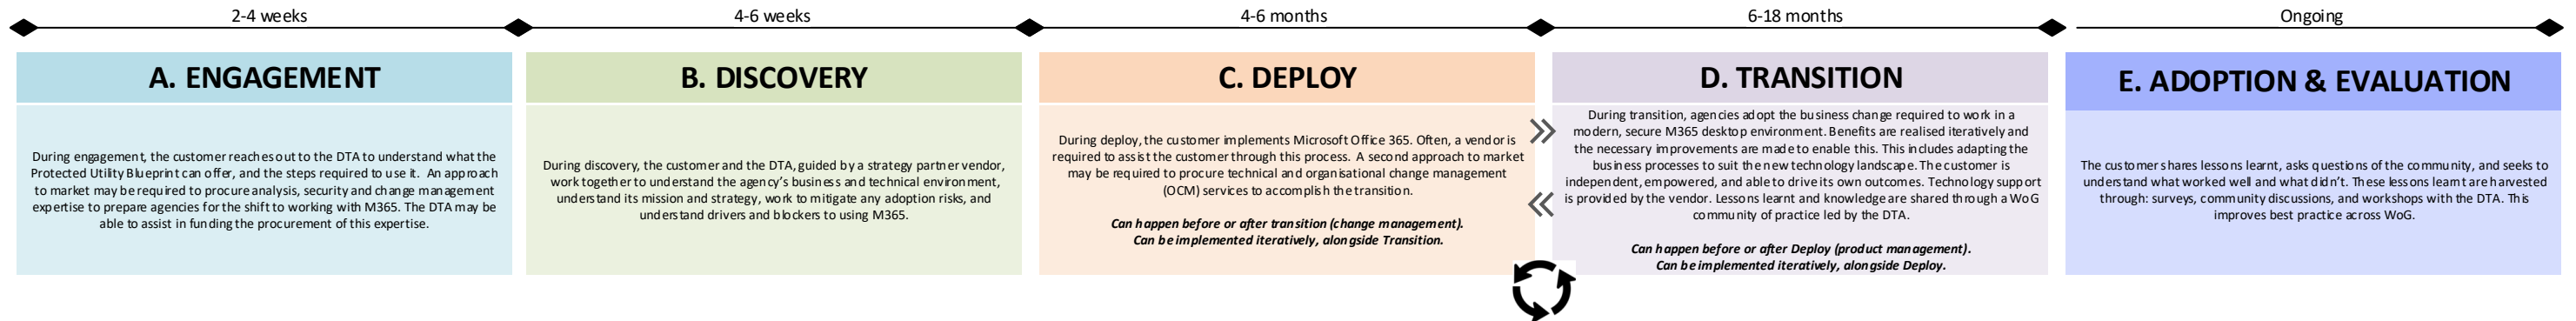 2-4 weeks
4-6 weeks
4-6 months
6-18 months
Ongoing
A. ENGAGEMENT
During engagement, the customer reaches out to the DTA to understand what the
Protected Utility Blueprint can offer, and the steps required to use it.  An approach
to market may be required to procure analysis, security and change management
expertise to prepare agencies for the shift to working with M365. The DTA may be
able to assist in funding the procurement of this expertise.
B. DISCOVERY
During discovery, the customer and the DTA, guided by a strategy partner vendor,
work together to understand the agency's business and technical environment,
understand its mission and strategy, work to mitigate any adoption risks, and
understand drivers and blockers to using M365.
C. DEPLOY
During deploy, the customer implements Microsoft Office 365. Often, a vendor is
required to assist the customer through this process.  A second approach to market
may be required to procure technical and organisational change management
(OCM) services to accomplish the transition.
Can happen before or after transition (change management).
Can be implemented iteratively, alongside Transition.
D. TRANSITION
During transition, agencies adopt the business change required to work in a
modern, secure M365 desktop environment. Benefits are realised iteratively and
the necessary improvements are made to enable this. This includes adapting the
business processes to suit the new technology landscape. The customer is
independent, empowered, and able to drive its own outcomes. Technology support
is provided by the vendor. Lessons learnt and knowledge are shared through a WoG
community of practice led by the DTA.
Can happen before or after Deploy (product management).
Can be implemented iteratively, alongside Deploy.
E. ADOPTION & EVALUATION
The customer shares lessons learnt, asks questions of the community, and seeks to
understand what worked well and what didn't. These lessons learnt are harvested
through: surveys, community discussions, and workshops with the DTA. This
improves best practice across WoG.